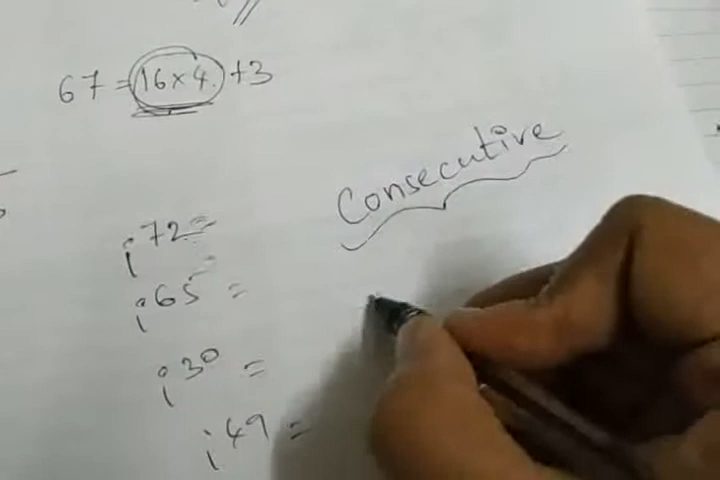 67 = 16×4 +3
Consecutive
i^72 =
i^65 =
i^30 =
i^49 =